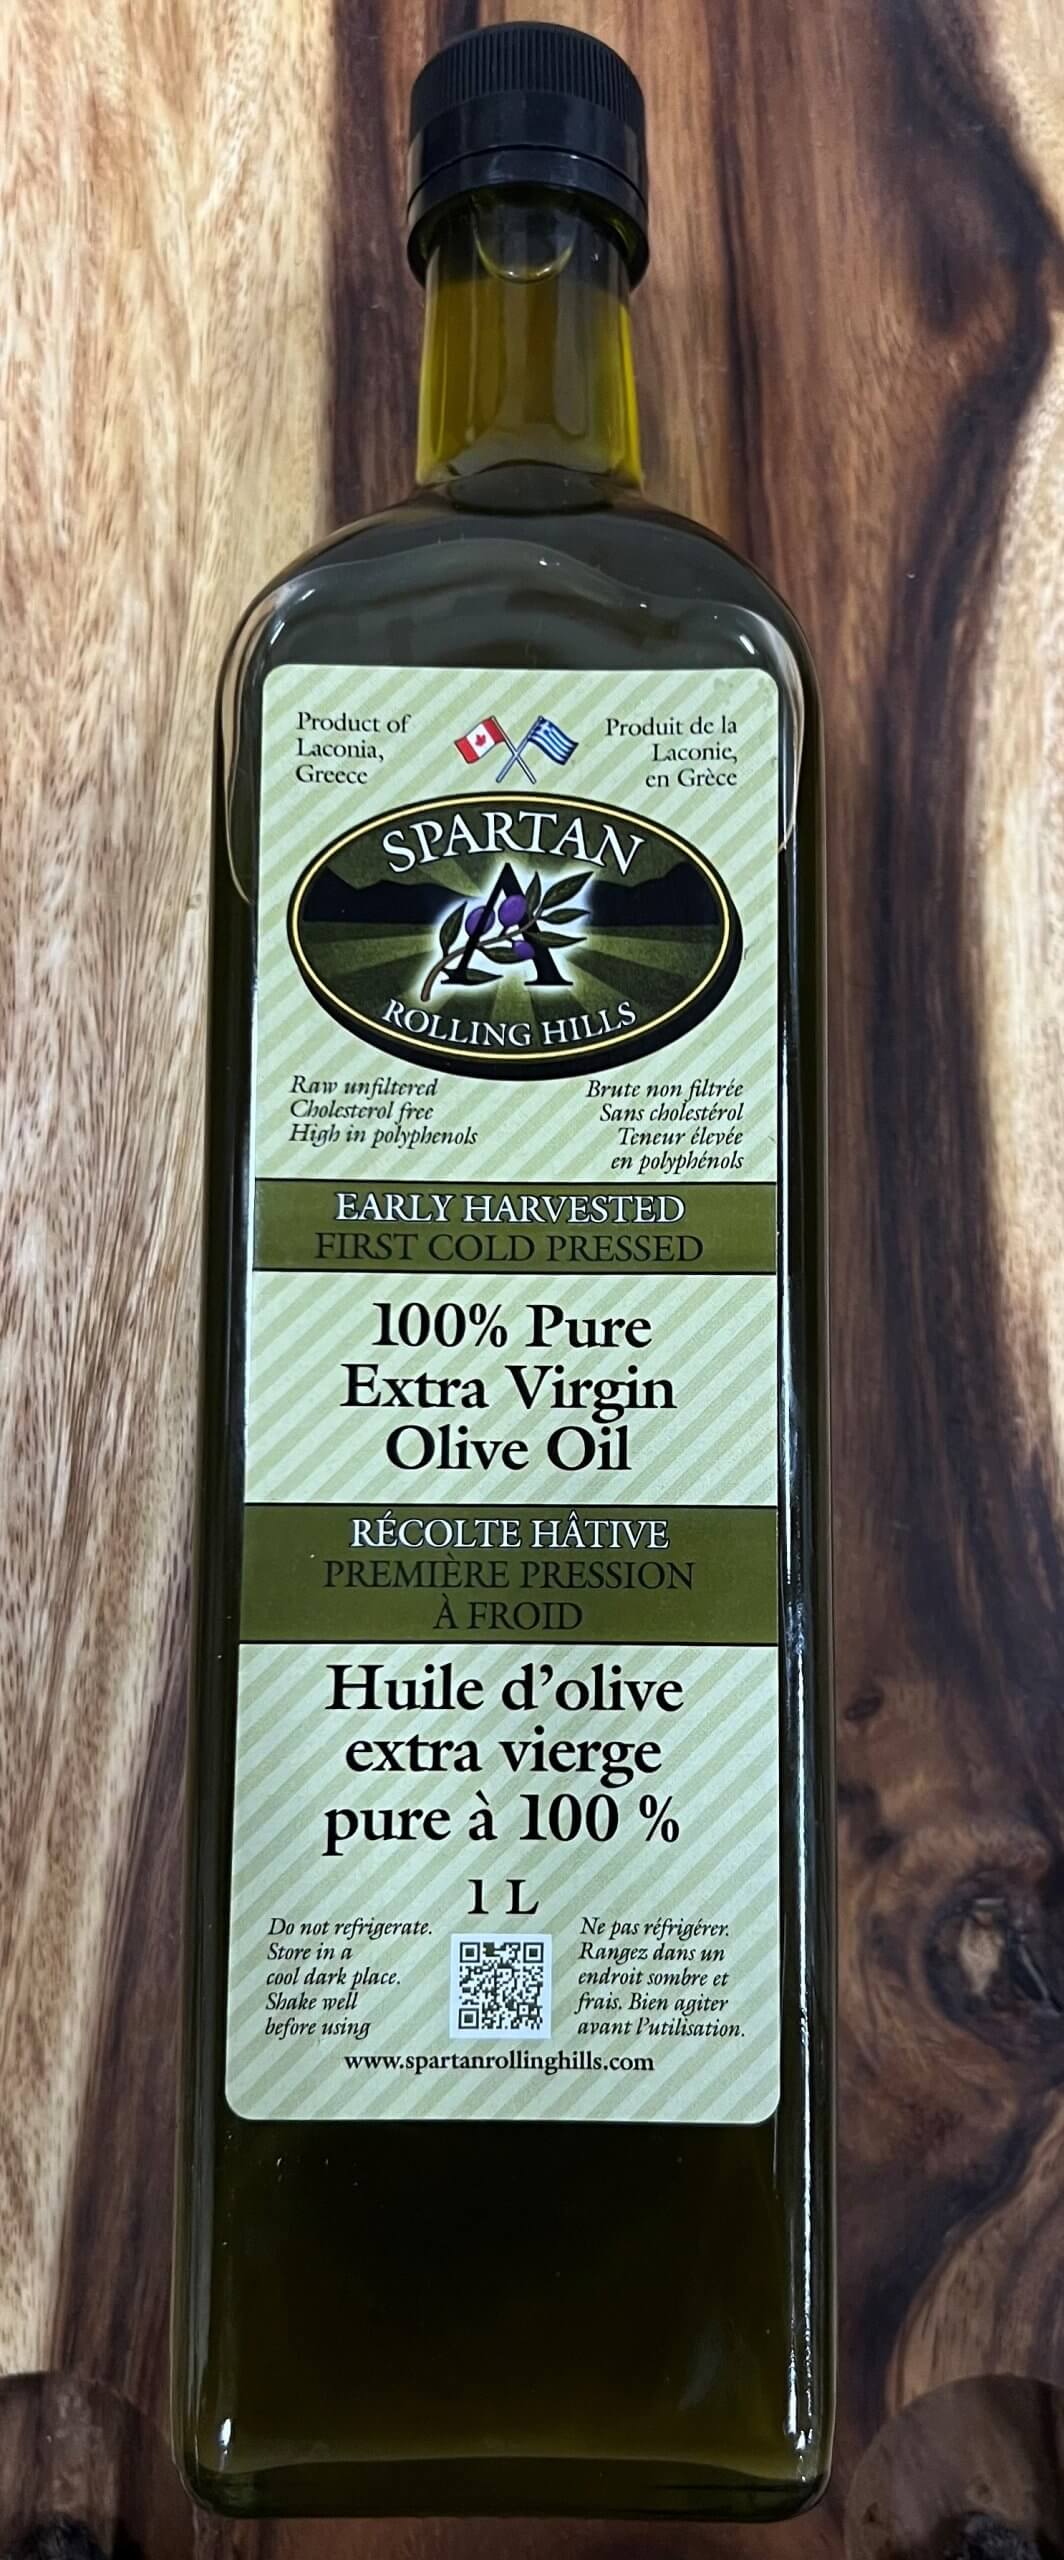 Product of
Laconia,
Greece
Produit de la
Laconie,
en Grèce
SPARTAN
A
ROLLING HILLS
Raw unfiltered
Cholesterol free
High in polyphenols
Brute non filtrée
Sans cholestérol
Teneur élevée
en polyphénols
EARLY HARVESTED
FIRST COLD PRESSED
100% Pure
Extra Virgin
Olive Oil
RÉCOLTE HÂTIVE
PREMIÈRE PRESSION
À FROID
Huile d'olive
extra vierge
pure à 100 %
1 L
Do not refrigerate.
Store in a
cool dark place.
Shake well
before using
Ne pas réfrigérer.
Rangez dans un
endroit sombre et
frais. Bien agiter
avant l'utilisation.
www.spartanrollinghills.com